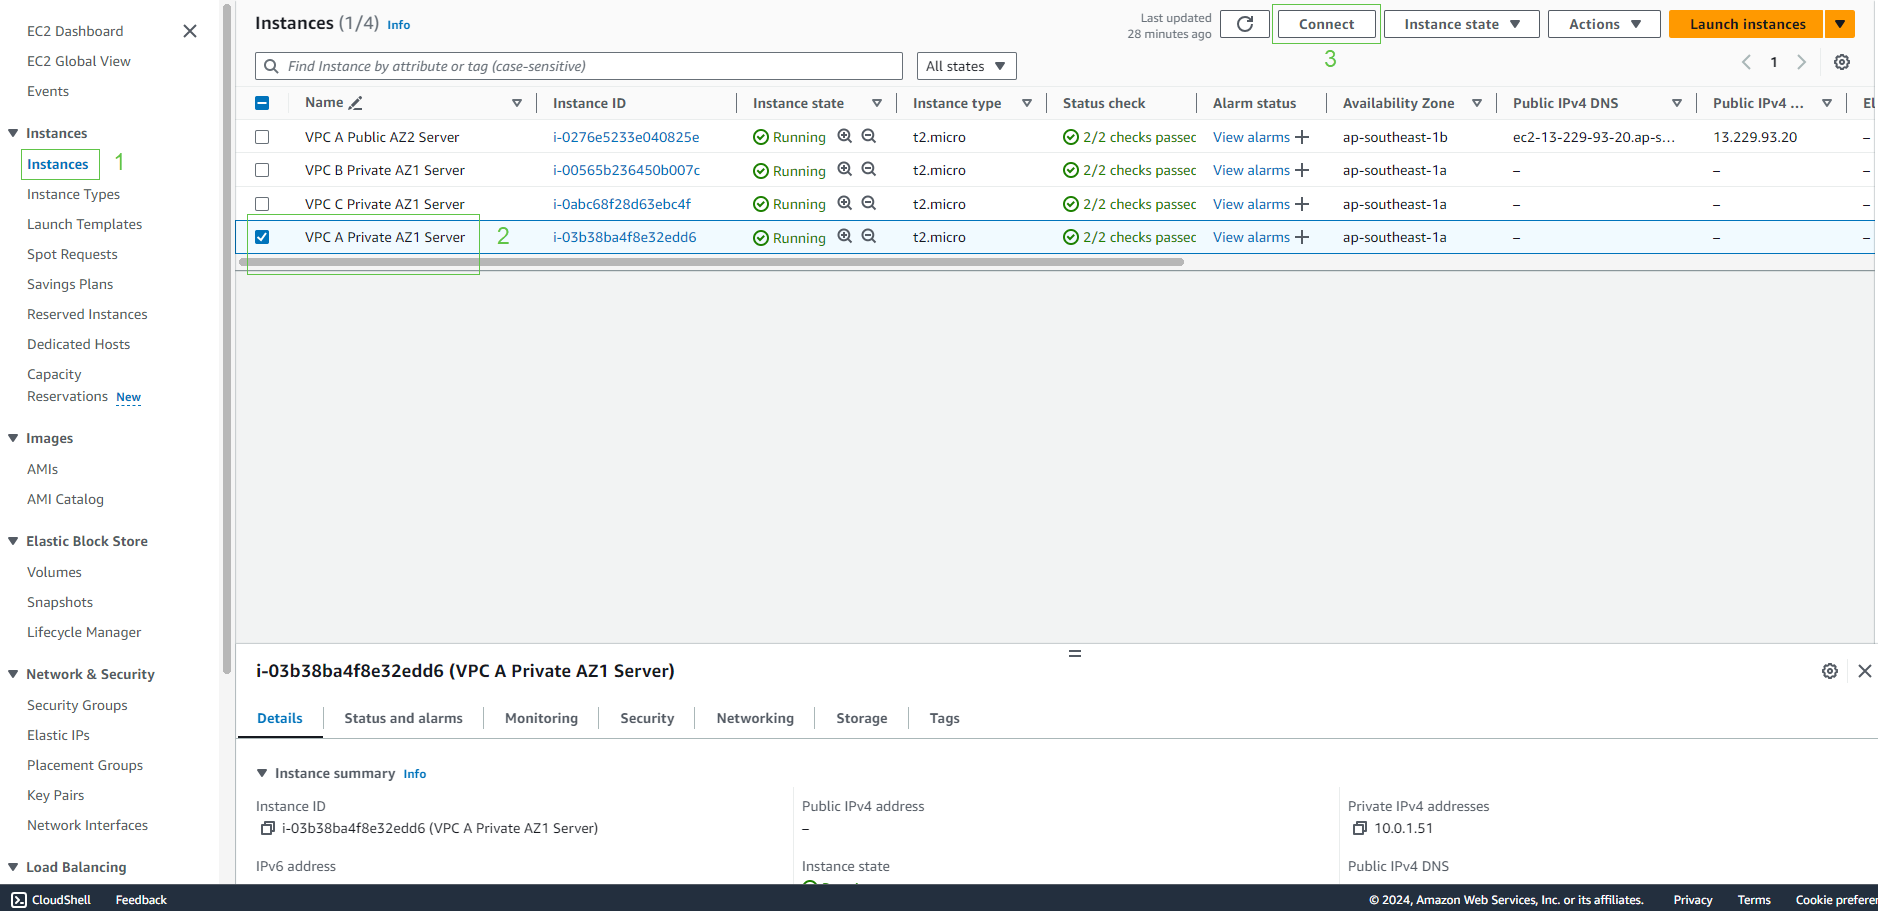 EC2 Dashboard
EC2 Global View
Events
Instances
Instances
1
Instance Types
Launch Templates
Spot Requests
Savings Plans
Reserved Instances
Dedicated Hosts
Capacity
Reservations New
Images
AMIs
AMI Catalog
Elastic Block Store
Volumes
Snapshots
Lifecycle Manager
Network & Security
Security Groups
Elastic IPs
Placement Groups
Key Pairs
Network Interfaces
Load Balancing
Instances (1/4) Info
Last updated
28 minutes ago
Connect
Instance state
Actions
Launch instances
3
Find Instance by attribute or tag (case-sensitive)
All states
1
Name Instance ID Instance state Instance type Status check Alarm status Availability Zone Public IPv4 DNS Public IPv4 ... El
VPC A Public AZ2 Server i-0276e5233e040825e Running t2.micro 2/2 checks passed View alarms + ap-southeast-1b ec2-13-229-93-20.ap-s... 13.229.93.20 –
VPC B Private AZ1 Server i-00565b236450b007c Running t2.micro 2/2 checks passed View alarms + ap-southeast-1a – – –
VPC C Private AZ1 Server i-0abc68f28d63ebc4f Running t2.micro 2/2 checks passed View alarms + ap-southeast-1a – – –
VPC A Private AZ1 Server 2 i-03b38ba4f8e32edd6 Running t2.micro 2/2 checks passed View alarms + ap-southeast-1a – – –
i-03b38ba4f8e32edd6 (VPC A Private AZ1 Server)
Details Status and alarms Monitoring Security Networking Storage Tags
Instance summary Info
Instance ID
i-03b38ba4f8e32edd6 (VPC A Private AZ1 Server)
Public IPv4 address
–
Private IPv4 addresses
10.0.1.51
IPv6 address
Instance state
Public IPv4 DNS
CloudShell Feedback © 2024, Amazon Web Services, Inc. or its affiliates. Privacy Terms Cookie prefere